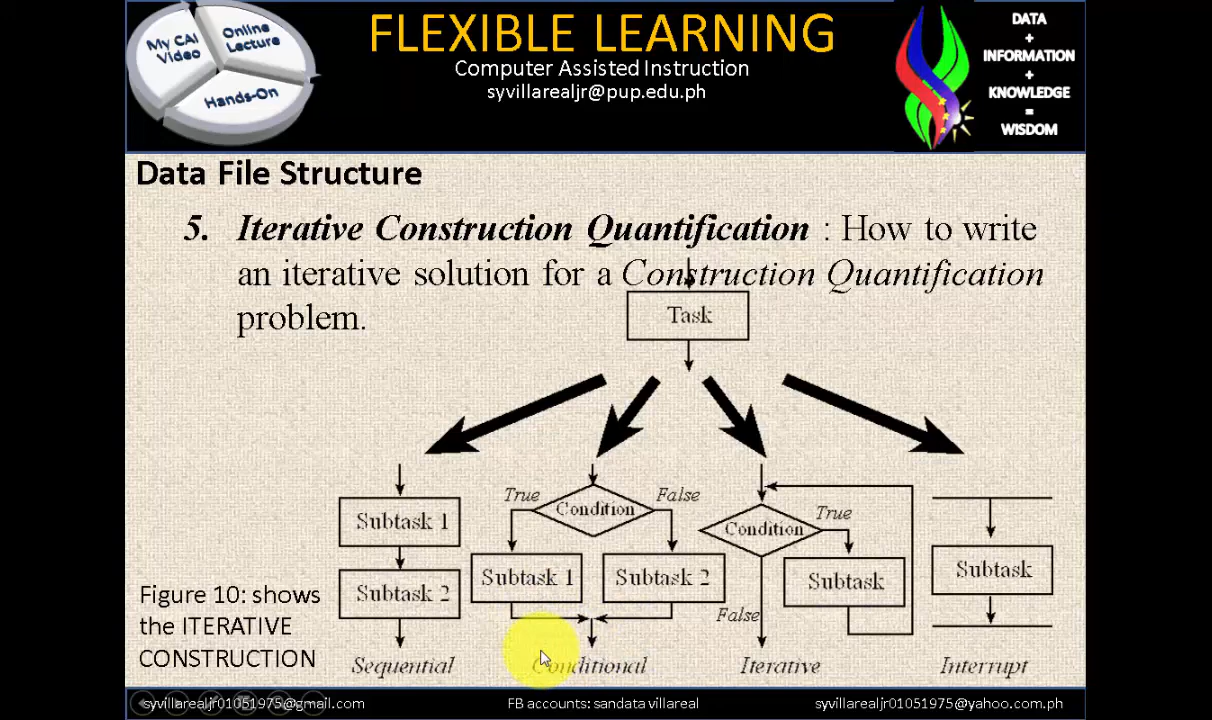 My CAI
Video
Online
Lecture
Hands-On
FLEXIBLE LEARNING
Computer Assisted Instruction
syvillarealjr@pup.edu.ph
DATA
+
INFORMATION
+
KNOWLEDGE
=
WISDOM
Data File Structure
5. Iterative Construction Quantification : How to write
an iterative solution for a Construction Quantification
problem.
Task
Subtask 1
Subtask 2
Sequential
True
False
Condition
Subtask 1
Subtask 2
Conditional
Condition
True
Subtask
False
Iterative
Subtask
Interrupt
Figure 10: shows
the ITERATIVE
CONSTRUCTION
syvillarealjr01051975@gmail.com
FB accounts: sandata villareal
syvillarealjr01051975@yahoo.com.ph